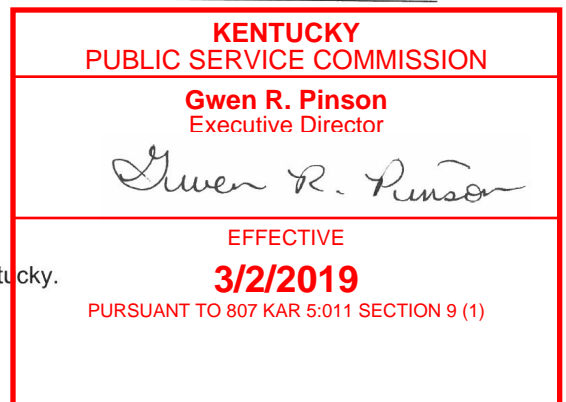 KENTUCKY
PUBLIC SERVICE COMMISSION
Gwen R. Pinson
Executive Director
Gwen R. Pinson
EFFECTIVE
tucky.
3/2/2019
PURSUANT TO 807 KAR 5:011 SECTION 9 (1)